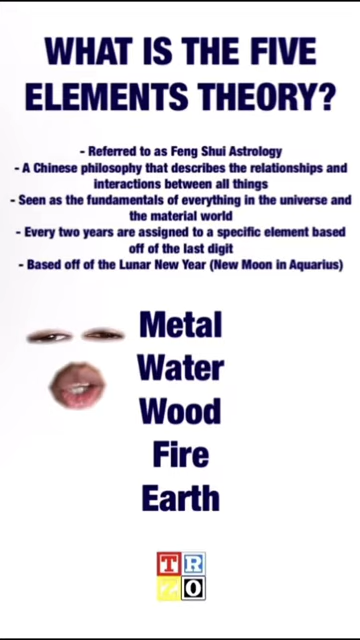 WHAT IS THE FIVE
ELEMENTS THEORY?
- Referred to as Feng Shui Astrology
- A Chinese philosophy that describes the relationships and
interactions between all things
- Seen as the fundamentals of everything in the universe and
the material world
- Every two years are assigned to a specific element based
off of the last digit
- Based off of the Lunar New Year (New Moon in Aquarius)
Metal
Water
Wood
Fire
Earth
T R
O